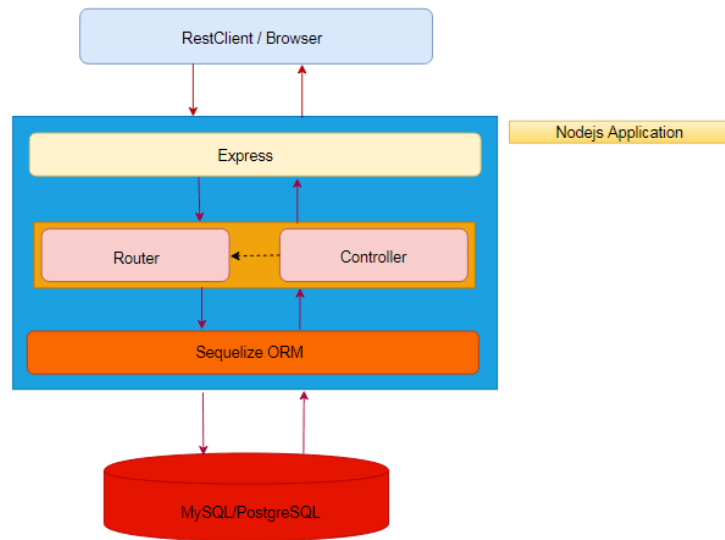 RestClient / Browser
Nodejs Application
Express
Router
Controller
Sequelize ORM
MySQL/PostgreSQL